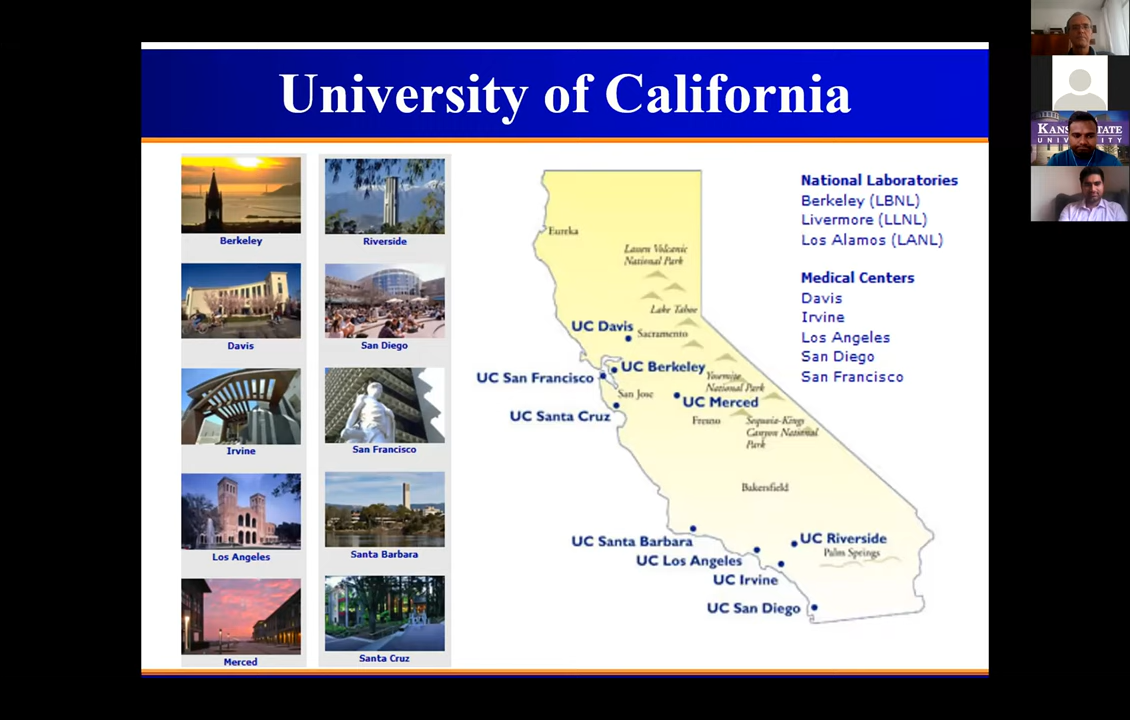 University of California
Berkeley
Riverside
Davis
San Diego
Irvine
San Francisco
Los Angeles
Santa Barbara
Merced
Santa Cruz
Eureka
Lassen Volcanic
National Park
Lake Tahoe
UC Davis
Sacramento
UC Berkeley
UC San Francisco
Yosemite
National Park
San Jose
UC Merced
UC Santa Cruz
Fresno
Sequoia-Kings
Canyon National
Park
Bakersfield
UC Santa Barbara
UC Riverside
Palm Springs
UC Los Angeles
UC Irvine
UC San Diego
National Laboratories
Berkeley (LBNL)
Livermore (LLNL)
Los Alamos (LANL)
Medical Centers
Davis
Irvine
Los Angeles
San Diego
San Francisco